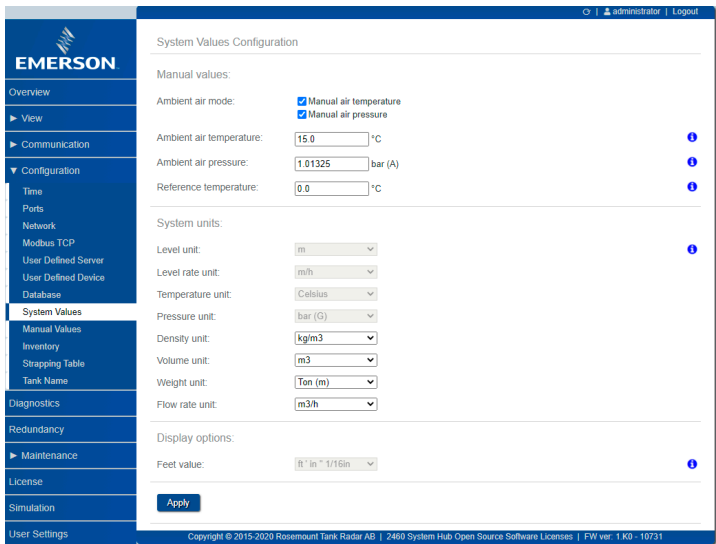 administrator | Logout
EMERSON
Overview
► View
► Communication
▼ Configuration
Time
Ports
Network
Modbus TCP
User Defined Server
User Defined Device
Database
System Values
Manual Values
Inventory
Strapping Table
Tank Name
Diagnostics
Redundancy
► Maintenance
License
Simulation
User Settings
System Values Configuration
Manual values:
Ambient air mode: Manual air temperature
Manual air pressure
Ambient air temperature: 15.0 °C
Ambient air pressure: 1.01325 bar (A)
Reference temperature: 0.0 °C
System units:
Level unit: m
Level rate unit: m/h
Temperature unit: Celsius
Pressure unit: bar (G)
Density unit: kg/m3
Volume unit: m3
Weight unit: Ton (m)
Flow rate unit: m3/h
Display options:
Feet value: ft ' in " 1/16in
Apply
Copyright © 2015-2020 Rosemount Tank Radar AB | 2460 System Hub Open Source Software Licenses | FW ver: 1.K0 - 10731